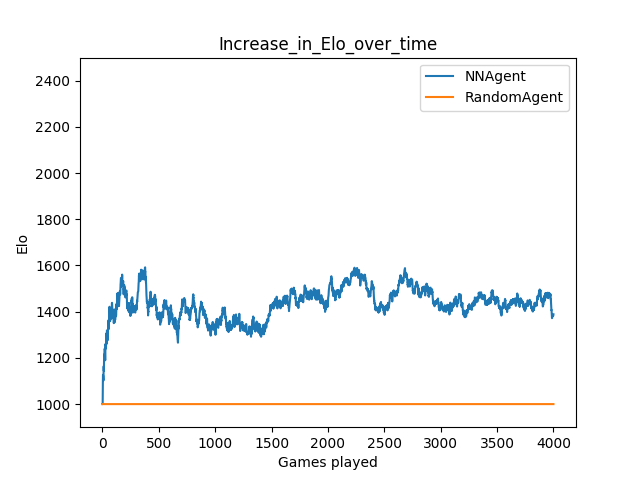 Increase_in_Elo_over_time
NNAgent
RandomAgent
2400
2200
2000
1800
1600
1400
1200
1000
Elo
0 500 1000 1500 2000 2500 3000 3500 4000
Games played